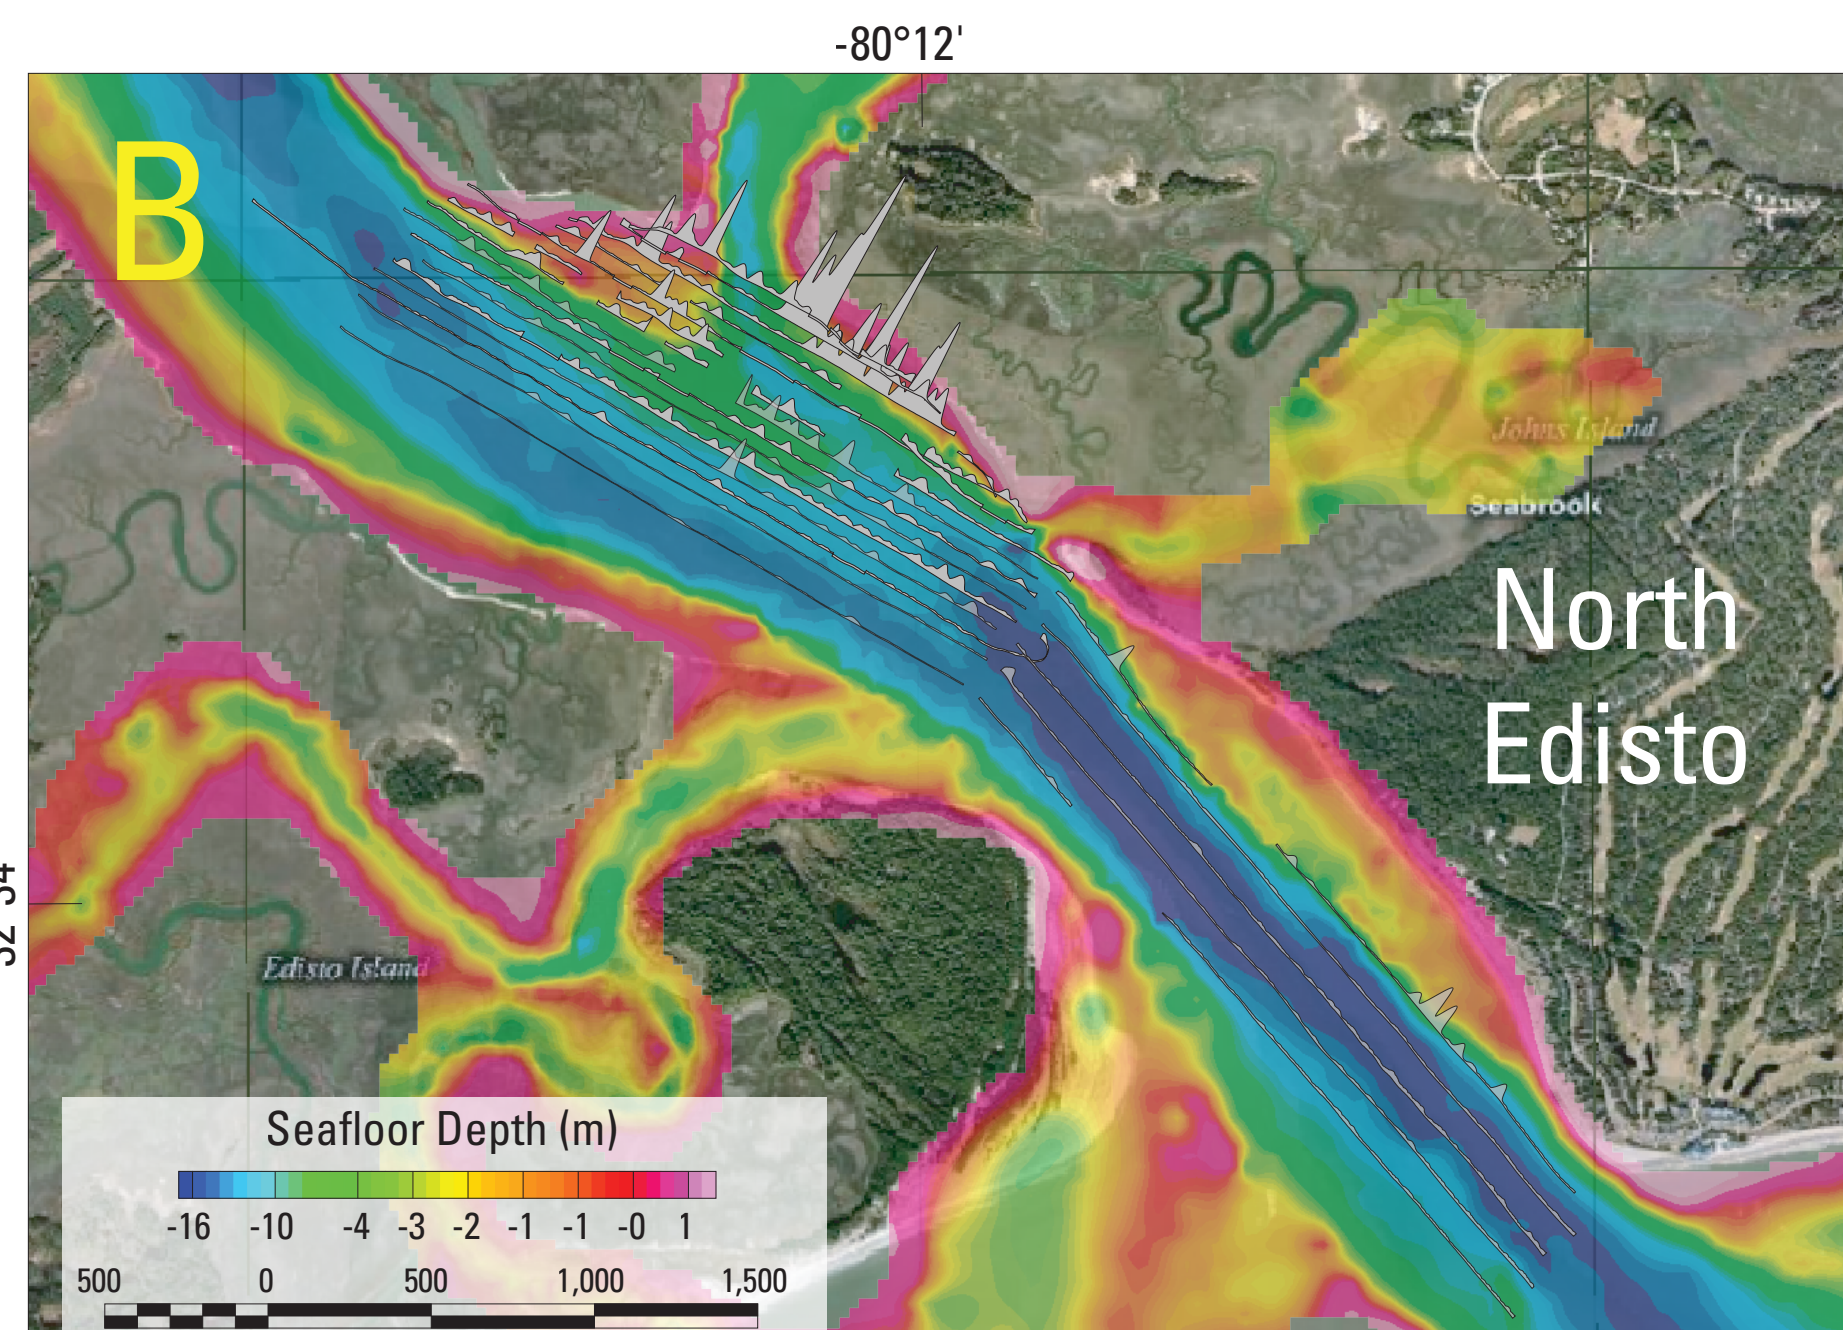 -80°12'
B
Johns Island
Seabrook
North
Edisto
Edisto Island
Seafloor Depth (m)
-16 -10 -4 -3 -2 -1 -1 -0 1
500 0 500 1,000 1,500